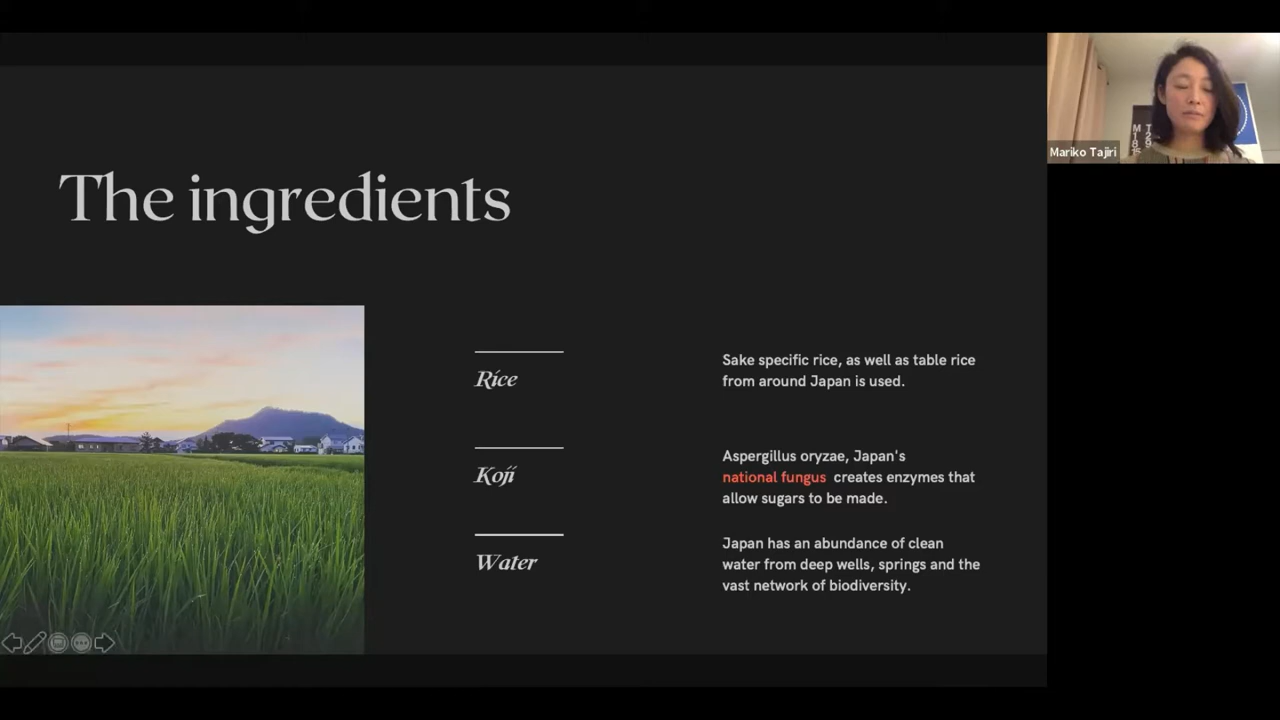 The ingredients
Rice
Sake specific rice, as well as table rice
from around Japan is used.
Koji
Aspergillus oryzae, Japan's
national fungus creates enzymes that
allow sugars to be made.
Water
Japan has an abundance of clean
water from deep wells, springs and the
vast network of biodiversity.
Mariko Tajiri